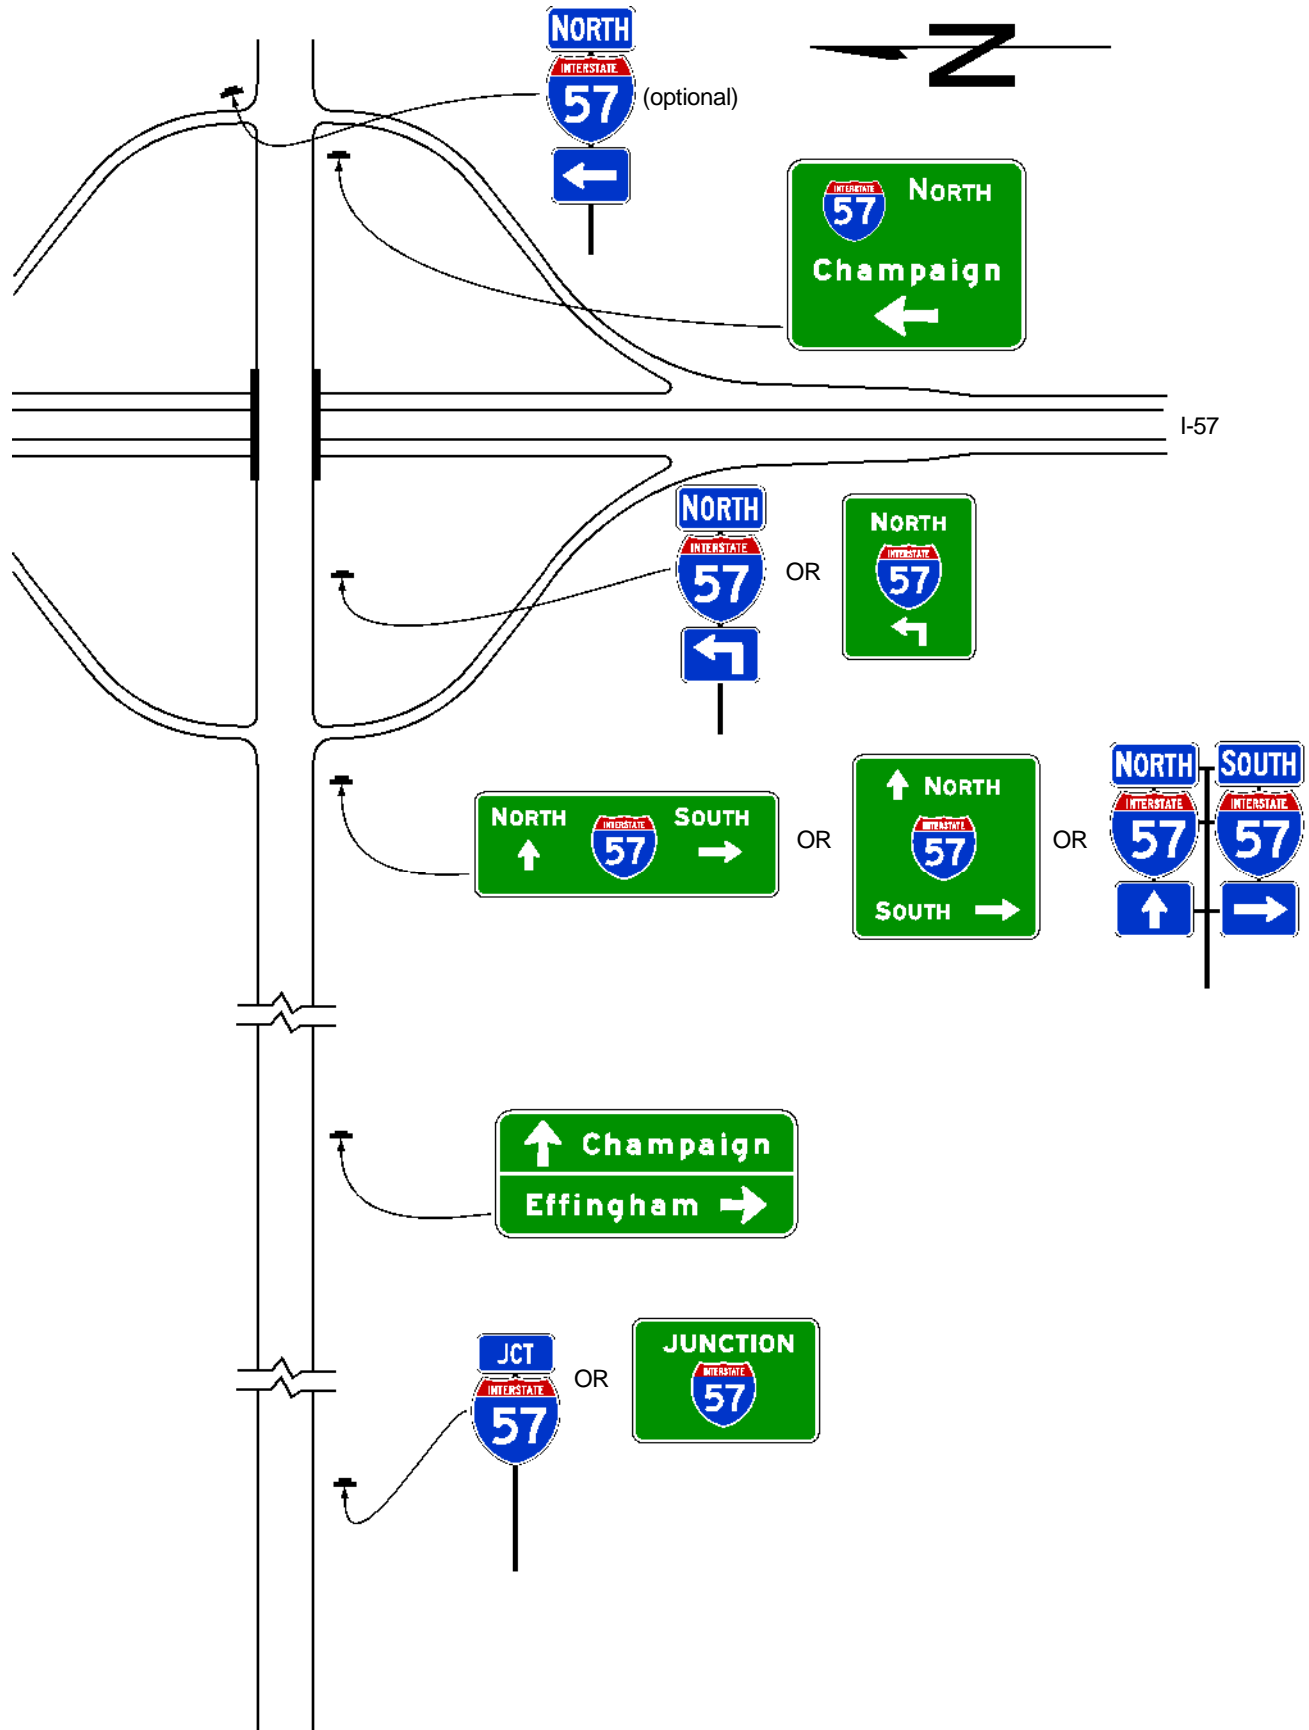 NORTH
INTERSTATE
57
(optional)
N
INTERSTATE
57
NORTH
Champaign
I-57
NORTH
INTERSTATE
57
OR
NORTH
INTERSTATE
57
NORTH
INTERSTATE
57
SOUTH
OR
NORTH
INTERSTATE
57
SOUTH
OR
NORTH
INTERSTATE
57
SOUTH
INTERSTATE
57
Champaign
Effingham
JCT
INTERSTATE
57
OR
JUNCTION
INTERSTATE
57